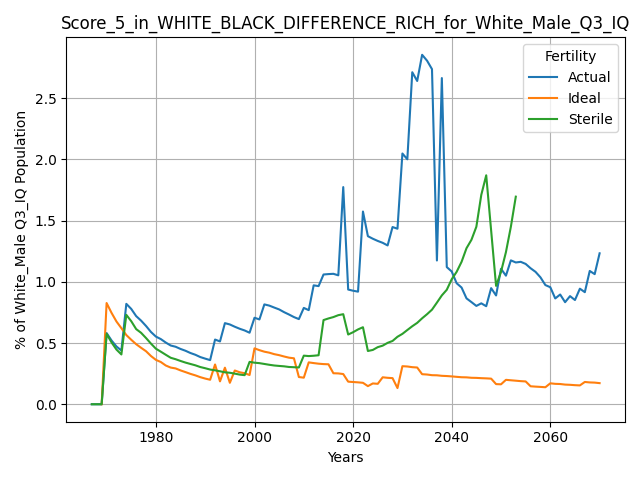 Score_5_in_WHITE_BLACK_DIFFERENCE_RICH_for_White_Male_Q3_IQ
Fertility
Actual
Ideal
Sterile
% of White_Male Q3_IQ Population
2.5
2.0
1.5
1.0
0.5
0.0
1980 2000 2020 2040 2060
Years